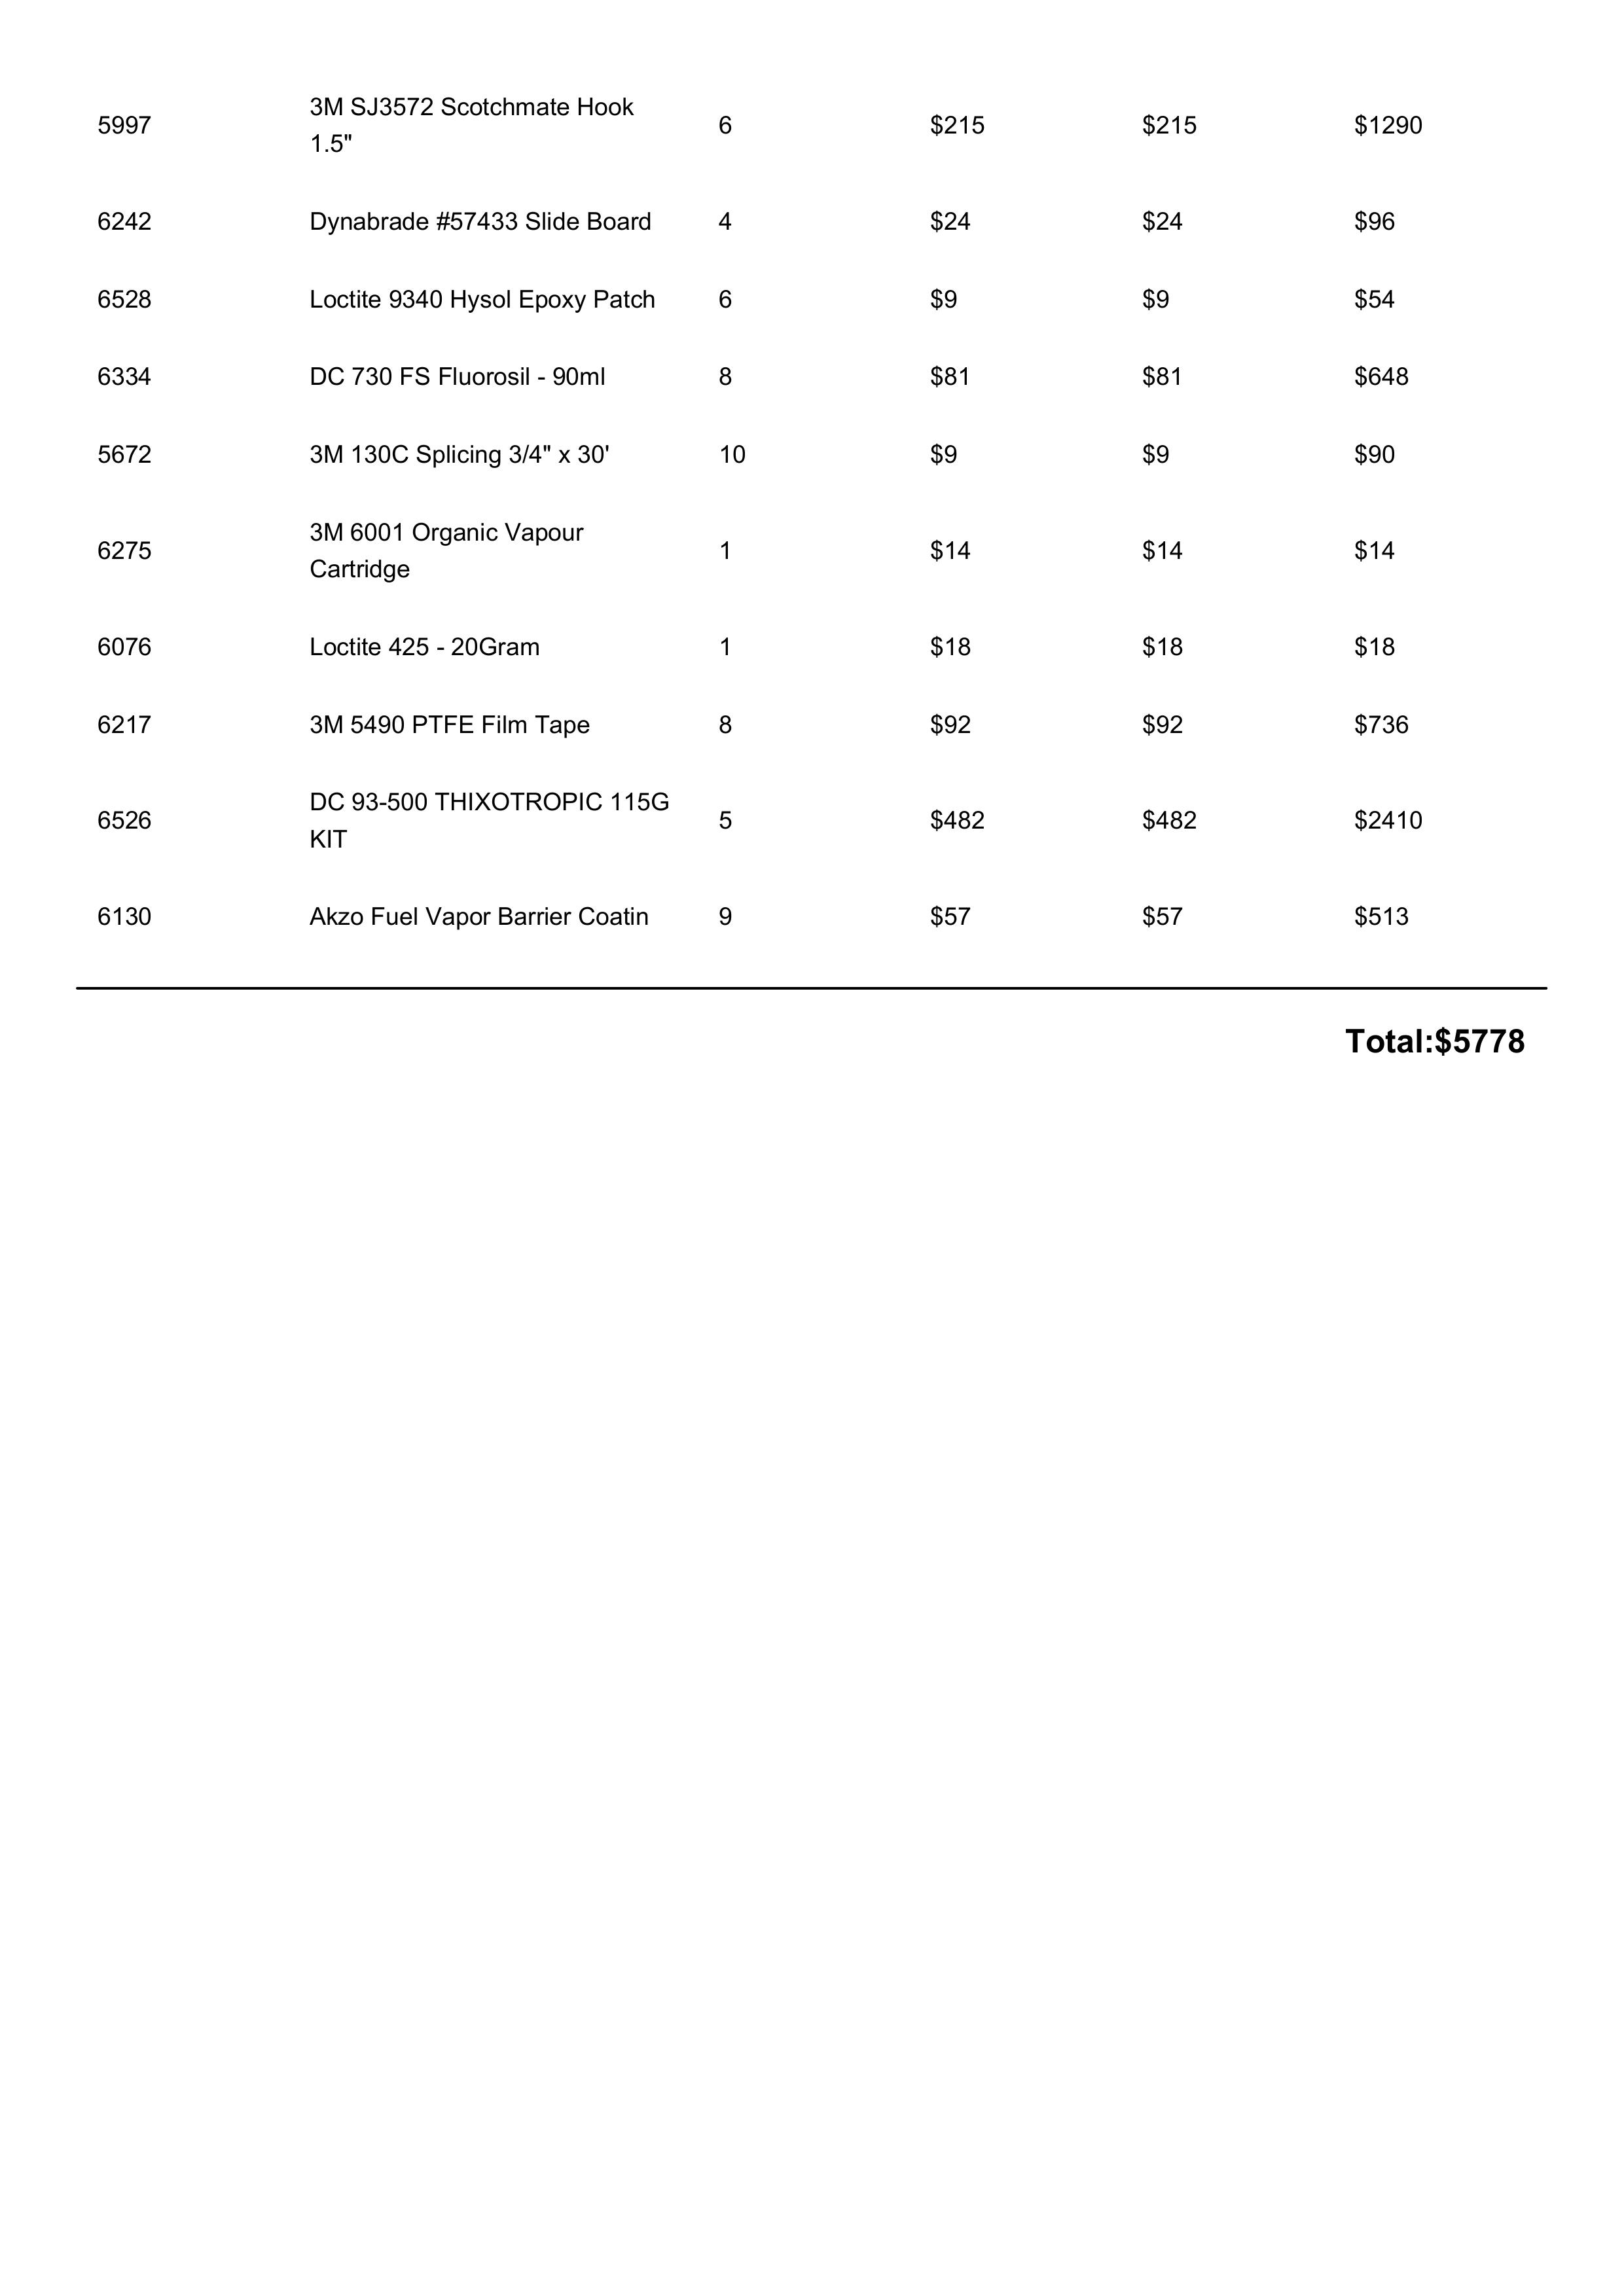 5997 3M SJ3572 Scotchmate Hook 1.5" 6 $215 $215 $1290
6242 Dynabrade #57433 Slide Board 4 $24 $24 $96
6528 Loctite 9340 Hysol Epoxy Patch 6 $9 $9 $54
6334 DC 730 FS Fluorosil - 90ml 8 $81 $81 $648
5672 3M 130C Splicing 3/4" x 30' 10 $9 $9 $90
6275 3M 6001 Organic Vapour Cartridge 1 $14 $14 $14
6076 Loctite 425 - 20Gram 1 $18 $18 $18
6217 3M 5490 PTFE Film Tape 8 $92 $92 $736
6526 DC 93-500 THIXOTROPIC 115G KIT 5 $482 $482 $2410
6130 Akzo Fuel Vapor Barrier Coatin 9 $57 $57 $513
Total:$5778